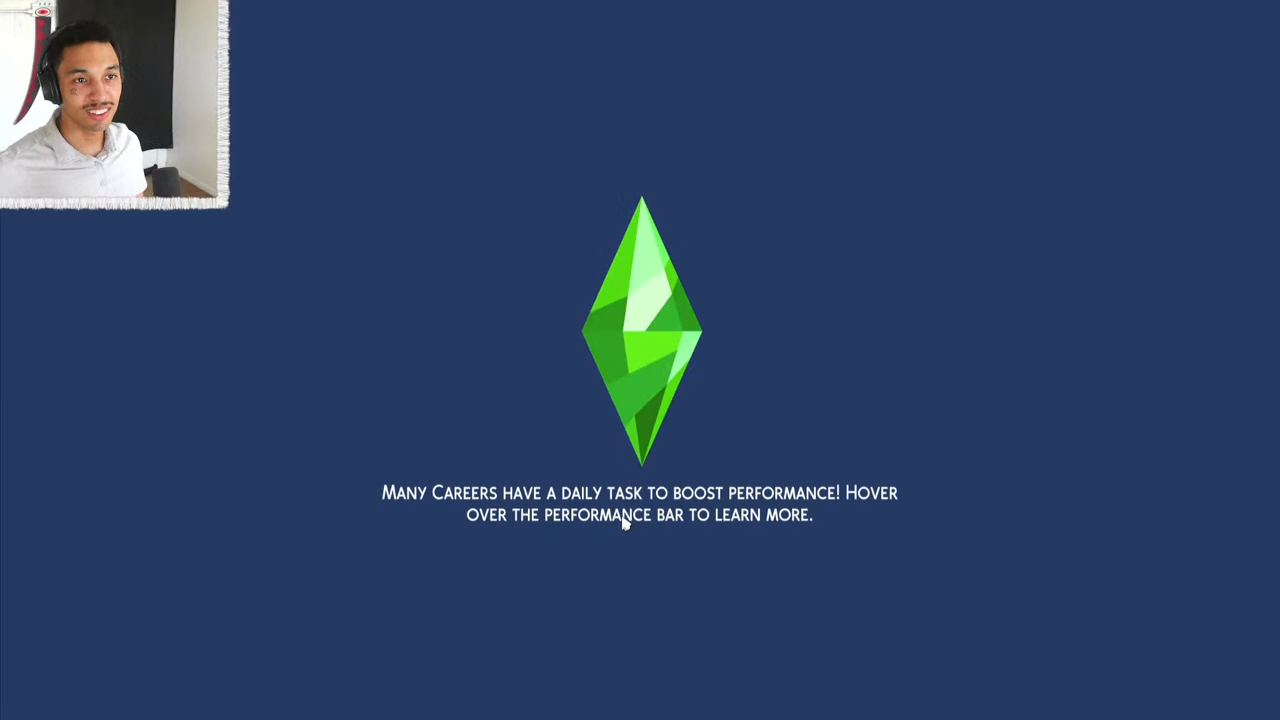 Many Careers have a daily task to boost performance! Hover
over the performance bar to learn more.